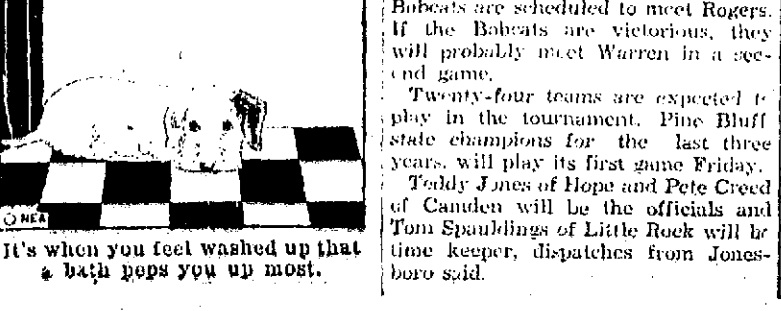 © NEA
It's when you feel washed up that
a bath peps you up most.
Bobcats are scheduled to meet Rogers.
If the Bobcats are victorious, they
will probably meet Warren in a sec-
ond game.
Twenty-four teams are expected to
play in the tournament. Pine Bluff
state champions for the last three
years, will play its first game Friday.
Teddy Jones of Hope and Pete Creed
of Camden will be the officials and
Tom Spauldings of Little Rock will be
time keeper, dispatches from Jones-
boro said.